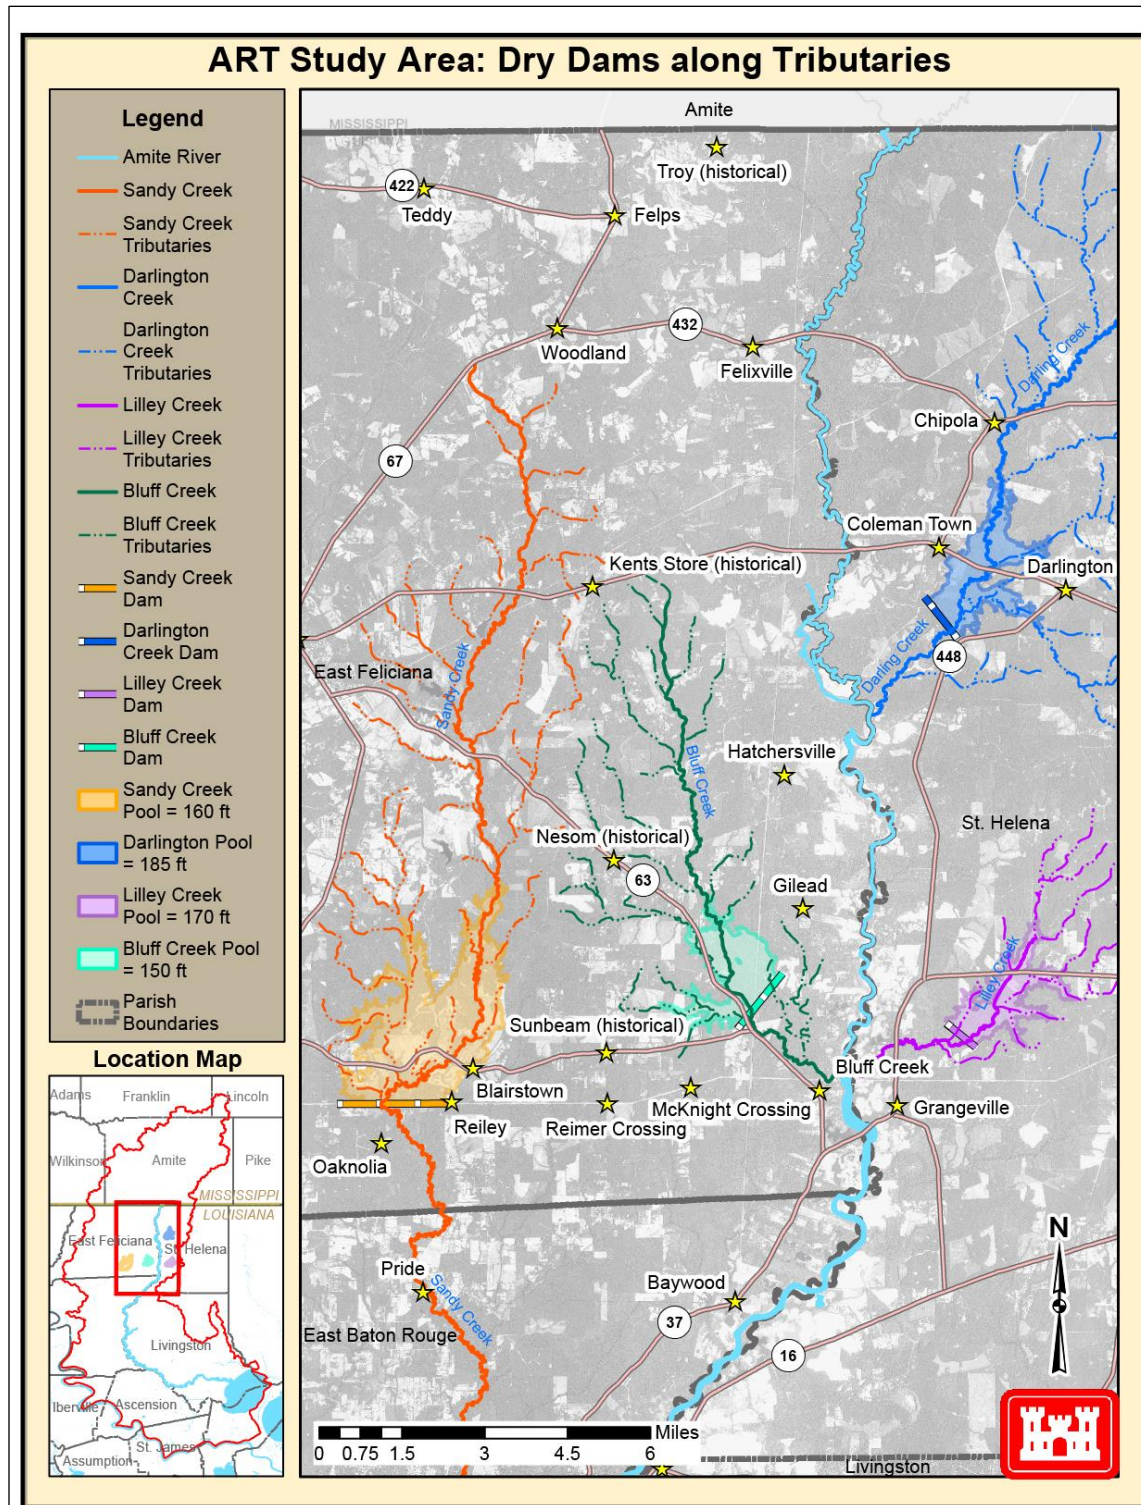 ART Study Area: Dry Dams along Tributaries
Legend
Amite River
Sandy Creek
Sandy Creek
Tributaries
Darlington
Creek
Darlington
Creek
Tributaries
Lilley Creek
Lilley Creek
Tributaries
Bluff Creek
Bluff Creek
Tributaries
Sandy Creek
Dam
Darlington
Creek Dam
Lilley Creek
Dam
Bluff Creek
Dam
Sandy Creek
Pool = 160 ft
Darlington Pool
= 185 ft
Lilley Creek
Pool = 170 ft
Bluff Creek Pool
= 150 ft
Parish
Boundaries
Location Map
Adams
Franklin
Lincoln
Wilkinson
Amite
Pike
MISSISSIPPI
LOUISIANA
East Feliciana
St. Helena
Livingston
Iberville
Ascension
St. James
Assumption
Amite
MISSISSIPPI
Troy (historical)
422
Teddy
Felps
432
Woodland
Felixville
Darling Creek
Chipola
67
Coleman Town
Kents Store (historical)
Darlington
East Feliciana
Sandy Creek
Darling Creek
448
Bluff Creek
Hatchersville
St. Helena
Nesom (historical)
63
Gilead
Lilley Creek
Sunbeam (historical)
Bluff Creek
Blairstown
McKnight Crossing
Grangeville
Reiley
Reimer Crossing
Oaknolia
N
Pride
Sandy Creek
Baywood
37
East Baton Rouge
16
Miles
0 0.75 1.5 3 4.5 6
Livingston